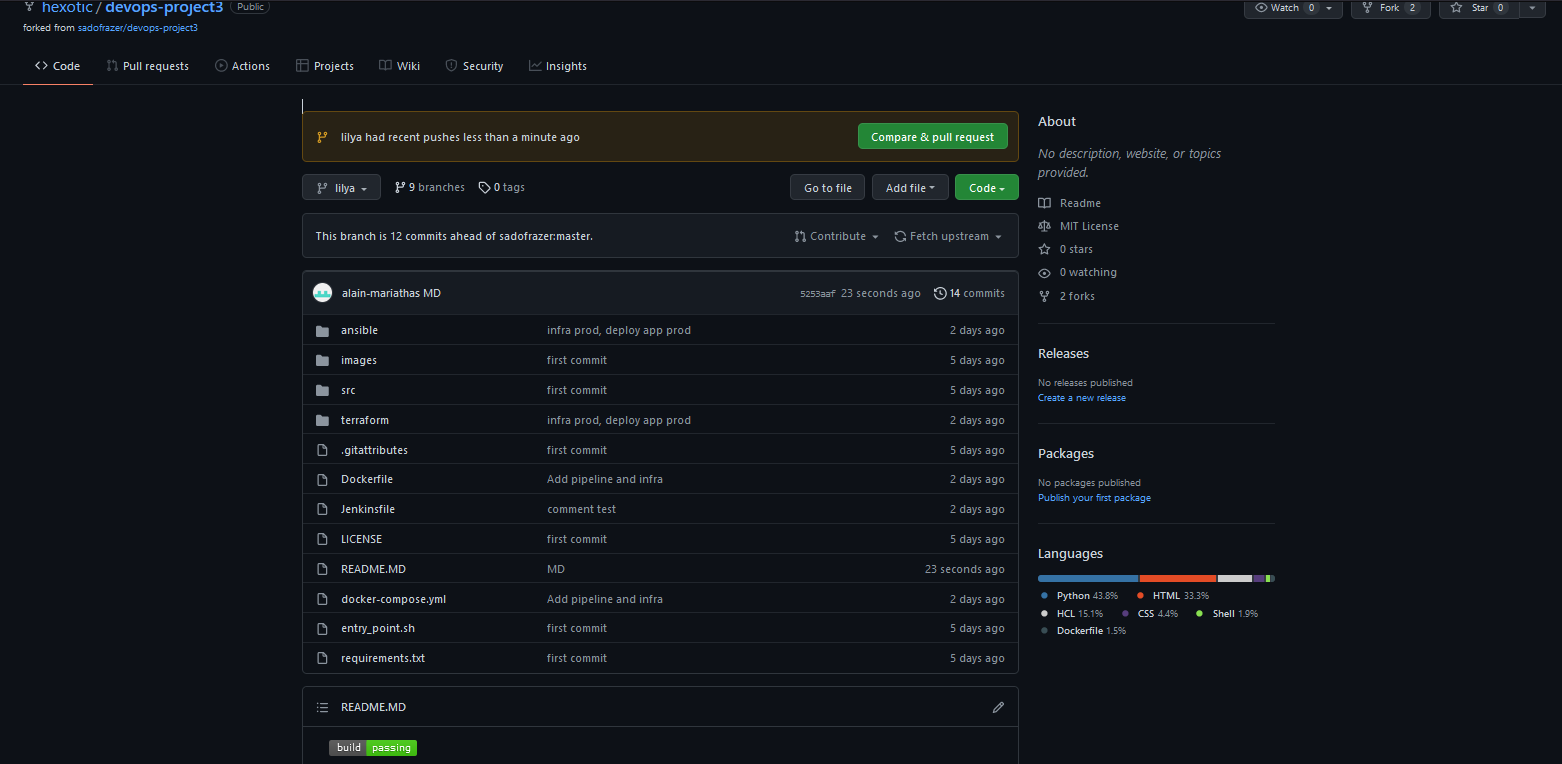 hexotic / devops-project3 Public
Watch 0 Fork 2 Star 0
forked from sadofrazer/devops-project3
Code Pull requests Actions Projects Wiki Security Insights
lilya had recent pushes less than a minute ago Compare & pull request
lilya 9 branches 0 tags Go to file Add file Code
This branch is 12 commits ahead of sadofrazer:master. Contribute Fetch upstream
alain-mariathas MD 5253aaf 23 seconds ago 14 commits
ansible infra prod, deploy app prod 2 days ago
images first commit 5 days ago
src first commit 5 days ago
terraform infra prod, deploy app prod 2 days ago
.gitattributes first commit 5 days ago
Dockerfile Add pipeline and infra 2 days ago
Jenkinsfile comment test 2 days ago
LICENSE first commit 5 days ago
README.MD MD 23 seconds ago
docker-compose.yml Add pipeline and infra 2 days ago
entry_point.sh first commit 5 days ago
requirements.txt first commit 5 days ago
README.MD
build passing
About
No description, website, or topics
provided.
Readme
MIT License
0 stars
0 watching
2 forks
Releases
No releases published
Create a new release
Packages
No packages published
Publish your first package
Languages
Python 43.8% HTML 33.3%
HCL 15.1% CSS 4.4% Shell 1.9%
Dockerfile 1.5%